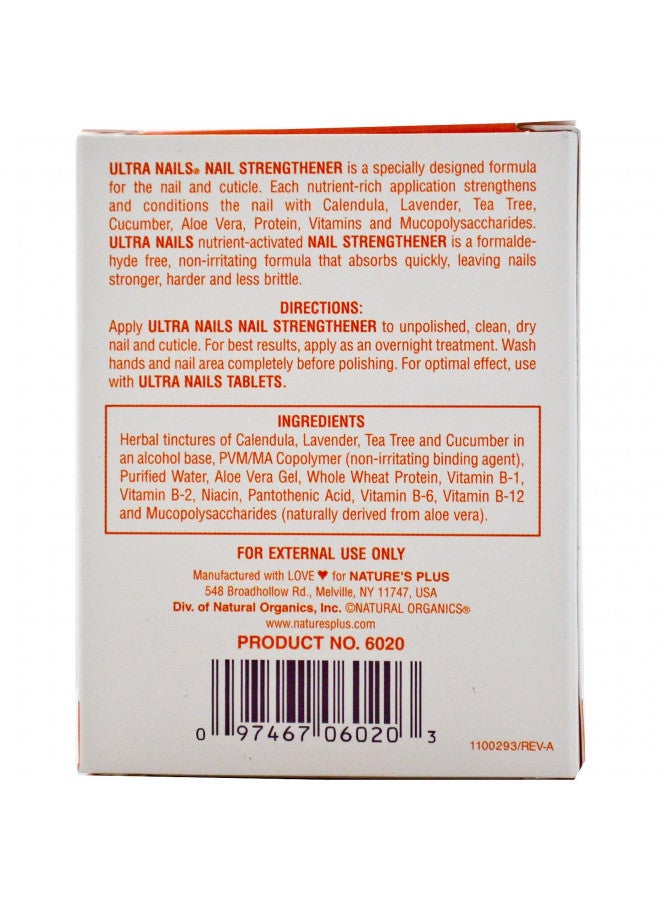 ULTRA NAILS® NAIL STRENGTHENER is a specially designed formula
for the nail and cuticle. Each nutrient-rich application strengthens
and conditions the nail with Calendula, Lavender, Tea Tree,
Cucumber, Aloe Vera, Protein, Vitamins and Mucopolysaccharides.
ULTRA NAILS nutrient-activated NAIL STRENGTHENER is a formalde-
hyde free, non-irritating formula that absorbs quickly, leaving nails
stronger, harder and less brittle.
DIRECTIONS:
Apply ULTRA NAILS NAIL STRENGTHENER to unpolished, clean, dry
nail and cuticle. For best results, apply as an overnight treatment. Wash
hands and nail area completely before polishing. For optimal effect, use
with ULTRA NAILS TABLETS.
INGREDIENTS
Herbal tinctures of Calendula, Lavender, Tea Tree and Cucumber in
an alcohol base, PVM/MA Copolymer (non-irritating binding agent),
Purified Water, Aloe Vera Gel, Whole Wheat Protein, Vitamin B-1,
Vitamin B-2, Niacin, Pantothenic Acid, Vitamin B-6, Vitamin B-12
and Mucopolysaccharides (naturally derived from aloe vera).
FOR EXTERNAL USE ONLY
Manufactured with LOVE ♥ for NATURE'S PLUS
548 Broadhollow Rd., Melville, NY 11747, USA
Div. of Natural Organics, Inc. ©NATURAL ORGANICS®
www.naturesplus.com
PRODUCT NO. 6020
0 97467 06020 3
1100293/REV-A